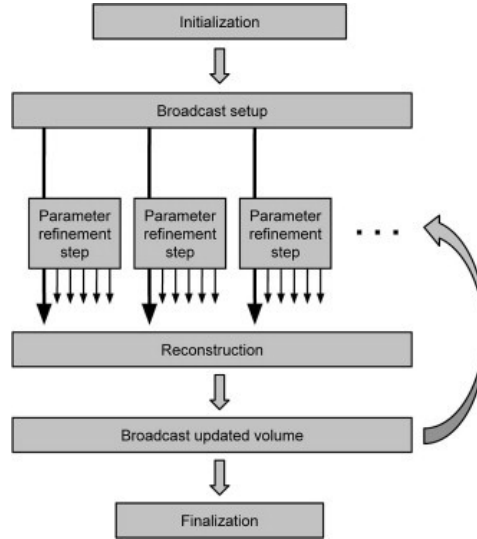 Initialization
Broadcast setup
Parameter
refinement
step
Parameter
refinement
step
Parameter
refinement
step
. . .
Reconstruction
Broadcast updated volume
Finalization